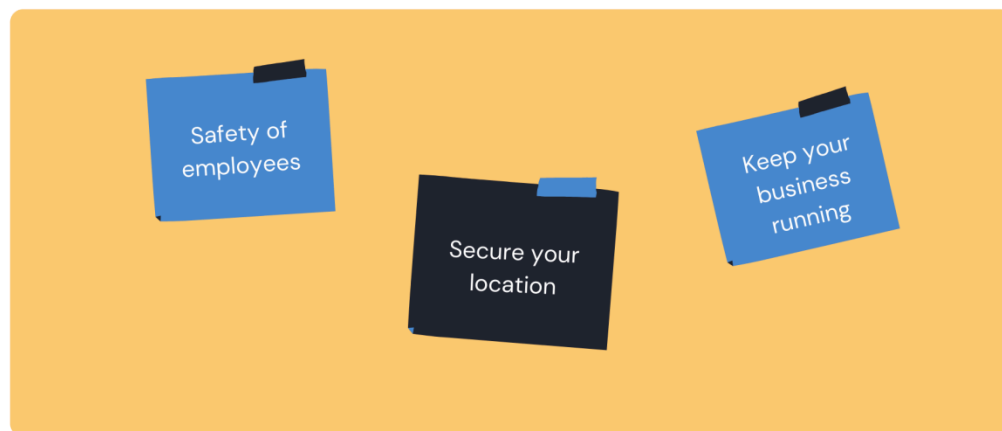 Safety of
employees
Secure your
location
Keep your
business
running